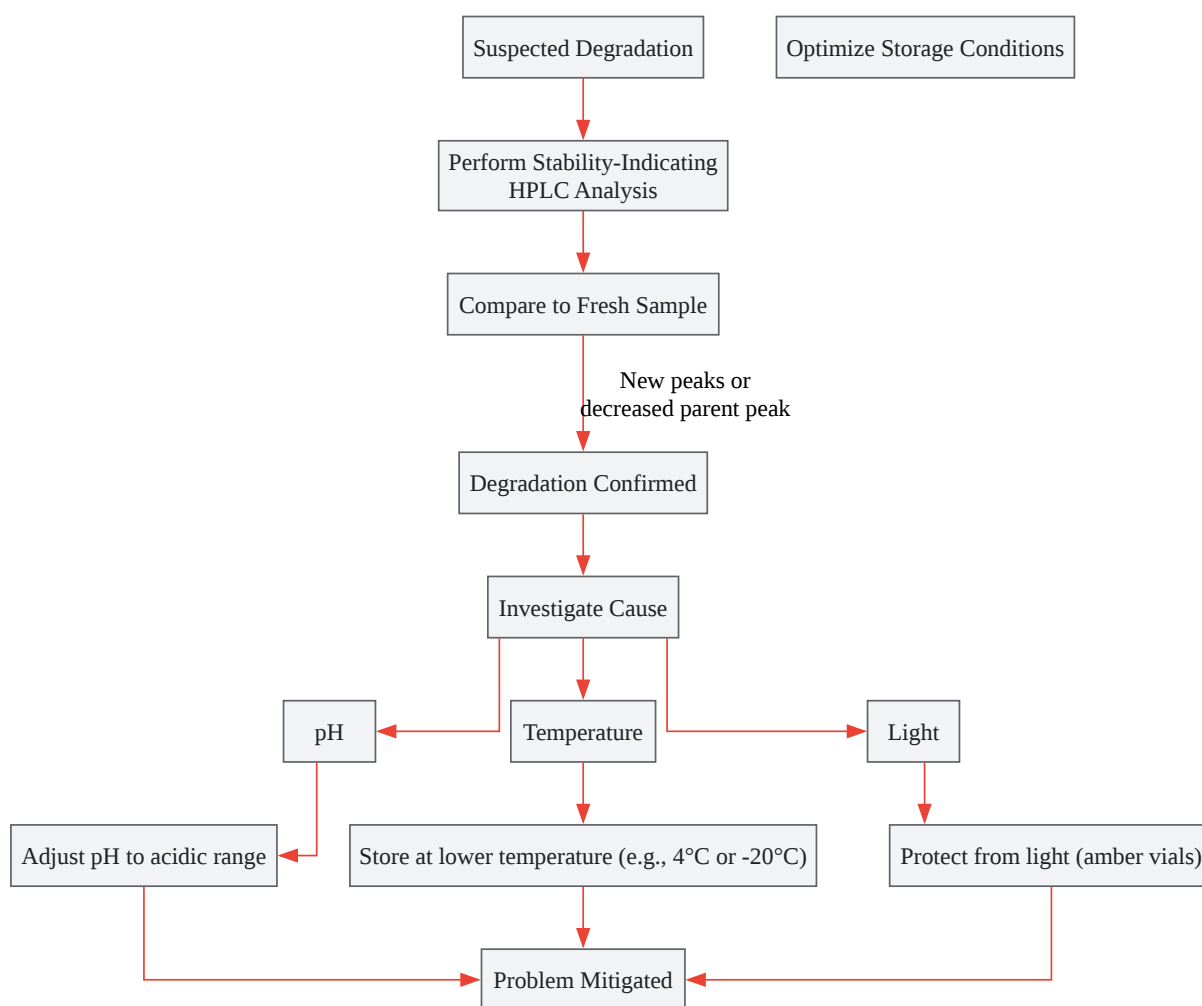 Suspected Degradation
Optimize Storage Conditions
Perform Stability-Indicating
HPLC Analysis
Compare to Fresh Sample
New peaks or
decreased parent peak
Degradation Confirmed
Investigate Cause
pH
Temperature
Light
Adjust pH to acidic range
Store at lower temperature (e.g., 4°C or -20°C)
Protect from light (amber vials)
Problem Mitigated